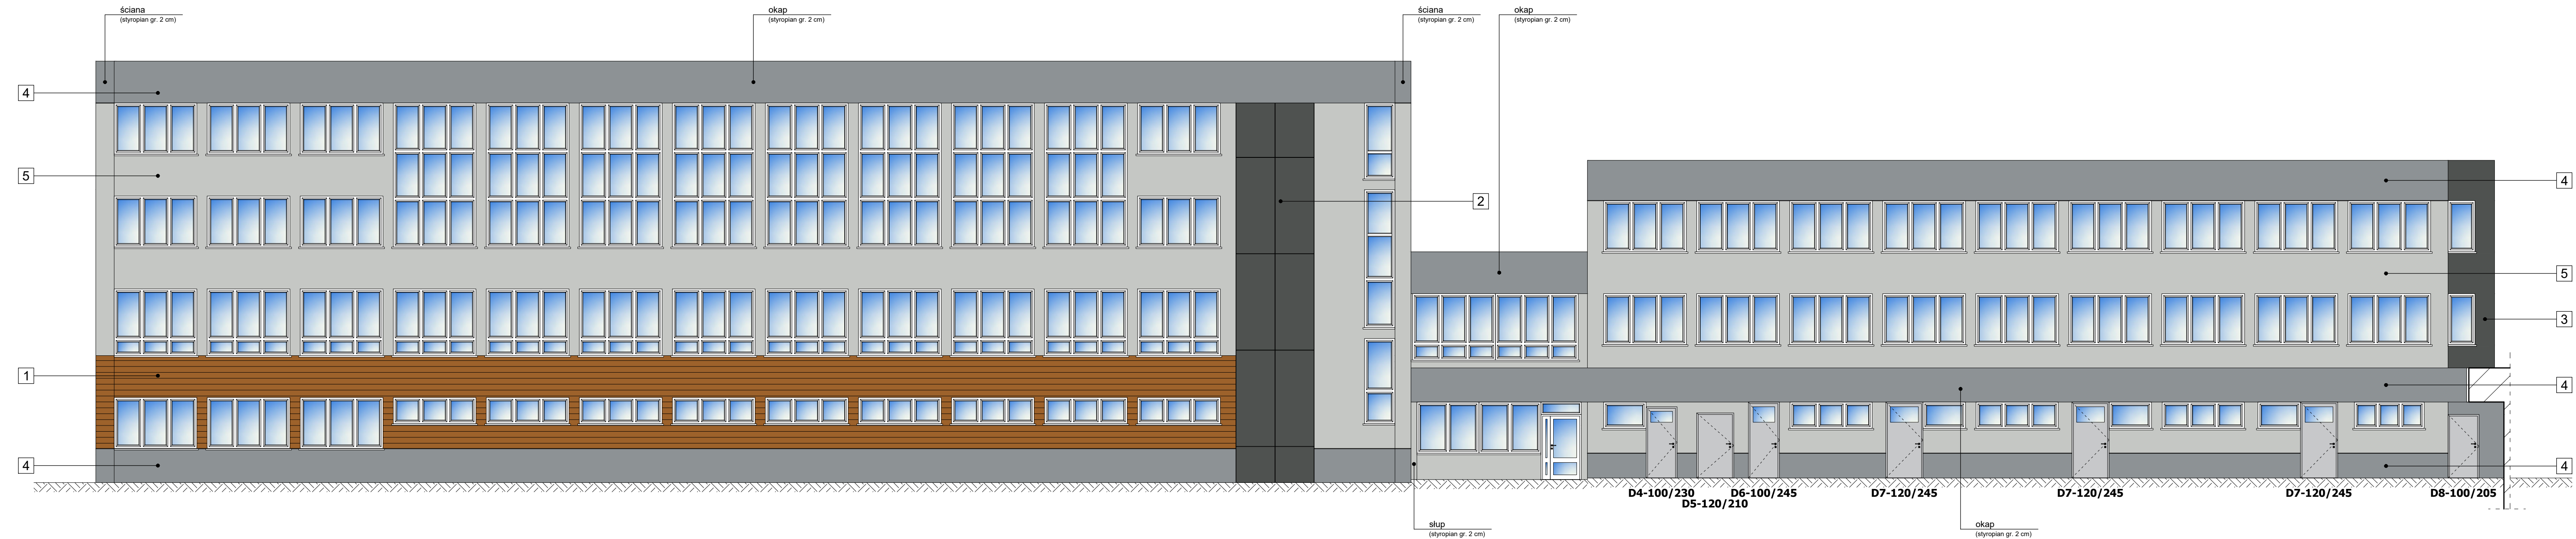 ściana
(styropian gr. 2 cm)
okap
(styropian gr. 2 cm)
ściana
(styropian gr. 2 cm)
okap
(styropian gr. 2 cm)
4
5
2
4
5
3
1
4
4
4
D4-100/230
D6-100/245
D7-120/245
D7-120/245
D7-120/245
D8-100/205
D5-120/210
słup
(styropian gr. 2 cm)
okap
(styropian gr. 2 cm)